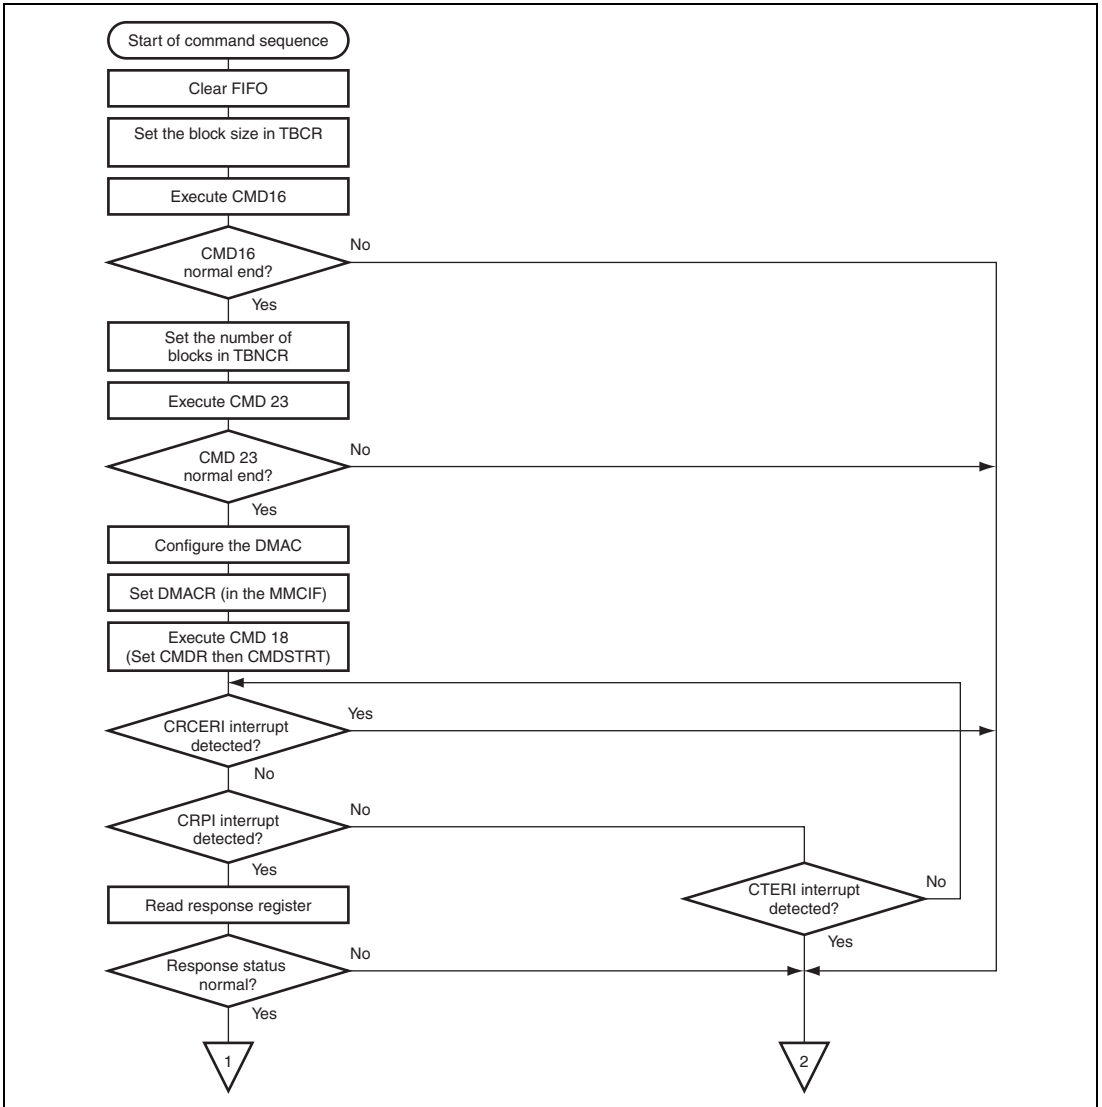 Start of command sequence
Clear FIFO
Set the block size in TBCR
Execute CMD16
CMD16
normal end?
No
Yes
Set the number of
blocks in TBNCR
Execute CMD 23
CMD 23
normal end?
No
Yes
Configure the DMAC
Set DMACR (in the MMCIF)
Execute CMD 18
(Set CMDR then CMDSTRT)
CRCERI interrupt
detected?
Yes
No
CRPI interrupt
detected?
No
Yes
CTERI interrupt
detected?
No
Yes
Read response register
Response status
normal?
No
Yes
1
2